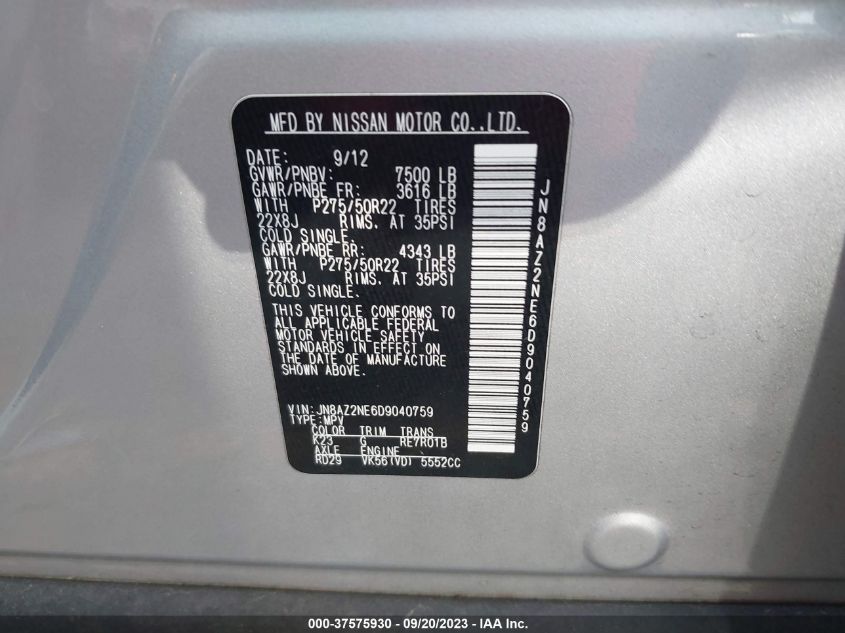 MFD BY NISSAN MOTOR CO.,LTD.
DATE: 9/12
GVWR/PNBV: 7500 LB
GAWR/PNBE FR: 3616 LB
WITH P275/50R22 TIRES
22X8J RIMS. AT 35PSI
COLD SINGLE.
GAWR/PNBE RR: 4343 LB
WITH P275/50R22 TIRES
22X8J RIMS. AT 35PSI
COLD SINGLE.
THIS VEHICLE CONFORMS TO
ALL APPLICABLE FEDERAL
MOTOR VEHICLE SAFETY
STANDARDS IN EFFECT ON
THE DATE OF MANUFACTURE
SHOWN ABOVE.
VIN: JN8AZ2NE6D9040759
TYPE: MPV
COLOR TRIM TRANS
K23 G RE7R01B
AXLE ENGINE
RD29 VK56(VD) 5552CC
JN8AZ2NE6D9040759
000-37575930 - 09/20/2023 - IAA Inc.